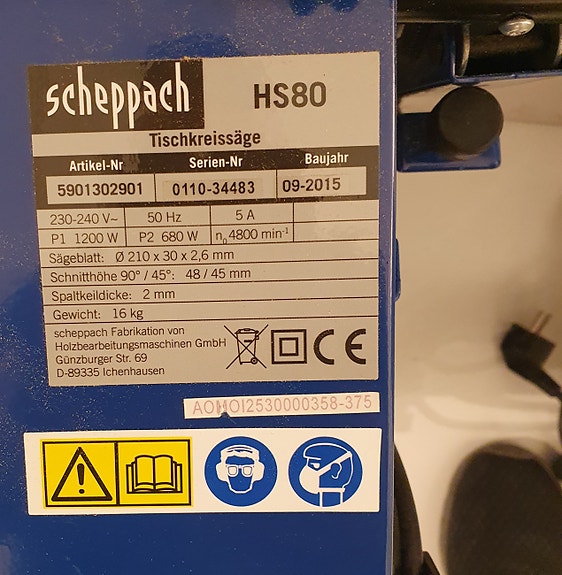 scheppach HS80
Tischkreissäge
Artikel-Nr Serien-Nr Baujahr
5901302901 0110-34483 09-2015
230-240 V~ 50 Hz 5 A
P1 1200 W P2 680 W n₀ 4800 min⁻¹
Sägeblatt: Ø 210 x 30 x 2,6 mm
Schnitthöhe 90° / 45°: 48 / 45 mm
Spaltkeildicke: 2 mm
Gewicht: 16 kg
scheppach Fabrikation von
Holzbearbeitungsmaschinen GmbH
Günzburger Str. 69
D-89335 Ichenhausen
CE
AOMOI2530000358-375